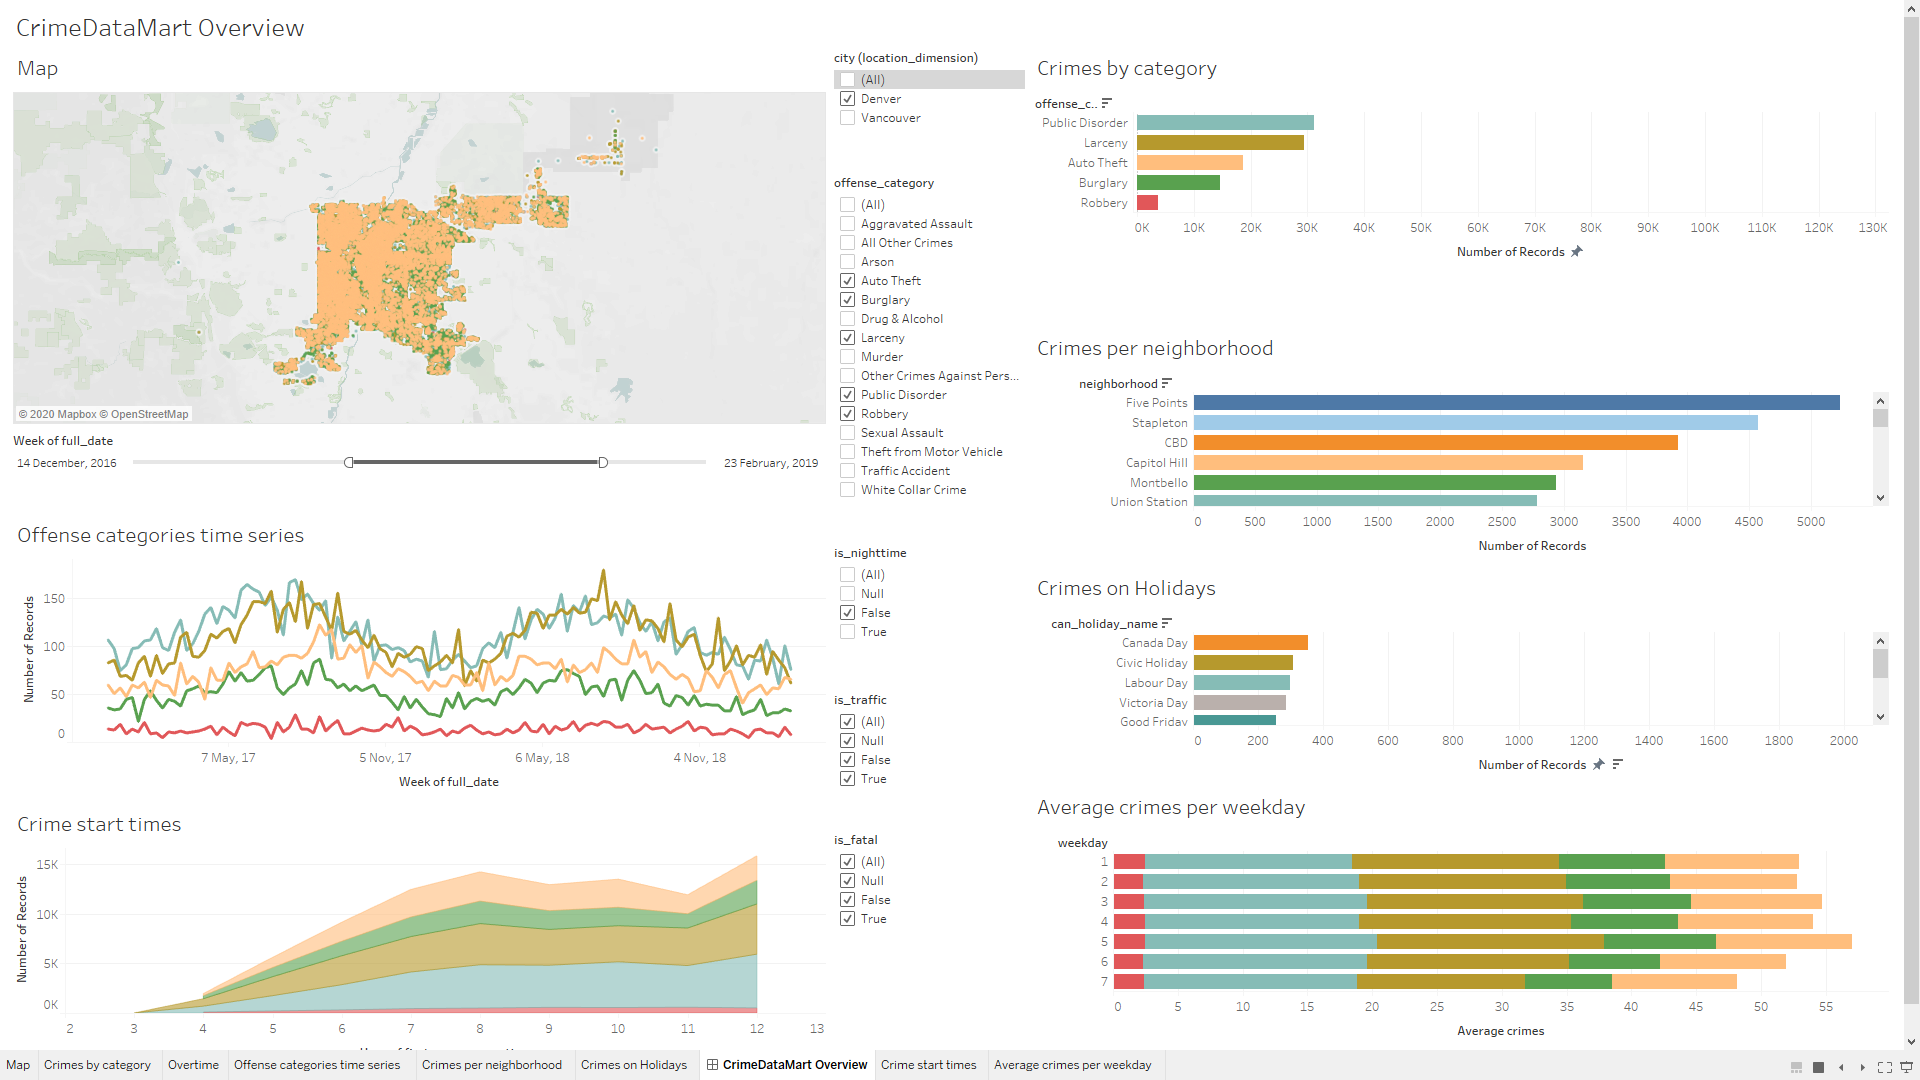 CrimeDataMart Overview
Map
© 2020 Mapbox © OpenStreetMap
Week of full_date
14 December, 2016
23 February, 2019
city (location_dimension)
(All)
Denver
Vancouver
offense_category
(All)
Aggravated Assault
All Other Crimes
Arson
Auto Theft
Burglary
Drug & Alcohol
Larceny
Murder
Other Crimes Against Pers...
Public Disorder
Robbery
Sexual Assault
Theft from Motor Vehicle
Traffic Accident
White Collar Crime
Crimes by category
offense_c..
Public Disorder
Larceny
Auto Theft
Burglary
Robbery
0K 10K 20K 30K 40K 50K 60K 70K 80K 90K 100K 110K 120K 130K
Number of Records
Crimes per neighborhood
neighborhood
Five Points
Stapleton
CBD
Capitol Hill
Montbello
Union Station
0 500 1000 1500 2000 2500 3000 3500 4000 4500 5000
Number of Records
Offense categories time series
Number of Records
150
100
50
0
7 May, 17 5 Nov, 17 6 May, 18 4 Nov, 18
Week of full_date
is_nighttime
(All)
Null
False
True
is_traffic
(All)
Null
False
True
is_fatal
(All)
Null
False
True
Crimes on Holidays
can_holiday_name
Canada Day
Civic Holiday
Labour Day
Victoria Day
Good Friday
0 200 400 600 800 1000 1200 1400 1600 1800 2000
Number of Records
Crime start times
Number of Records
15K
10K
5K
0K
2 3 4 5 6 7 8 9 10 11 12 13
Average crimes per weekday
weekday
1
2
3
4
5
6
7
0 5 10 15 20 25 30 35 40 45 50 55
Average crimes
Map Crimes by category Overtime Offense categories time series Crimes per neighborhood Crimes on Holidays CrimeDataMart Overview Crime start times Average crimes per weekday